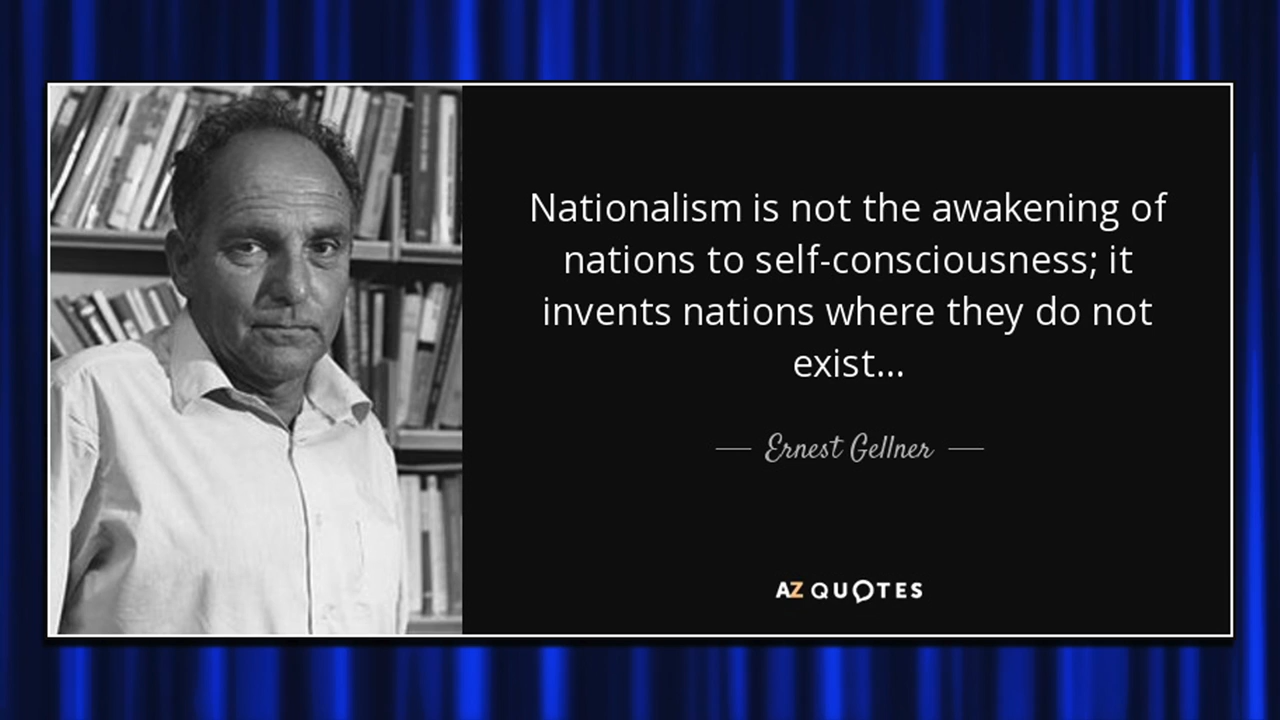 Nationalism is not the awakening of
nations to self-consciousness; it
invents nations where they do not
exist...
Ernest Gellner
AZ QUOTES